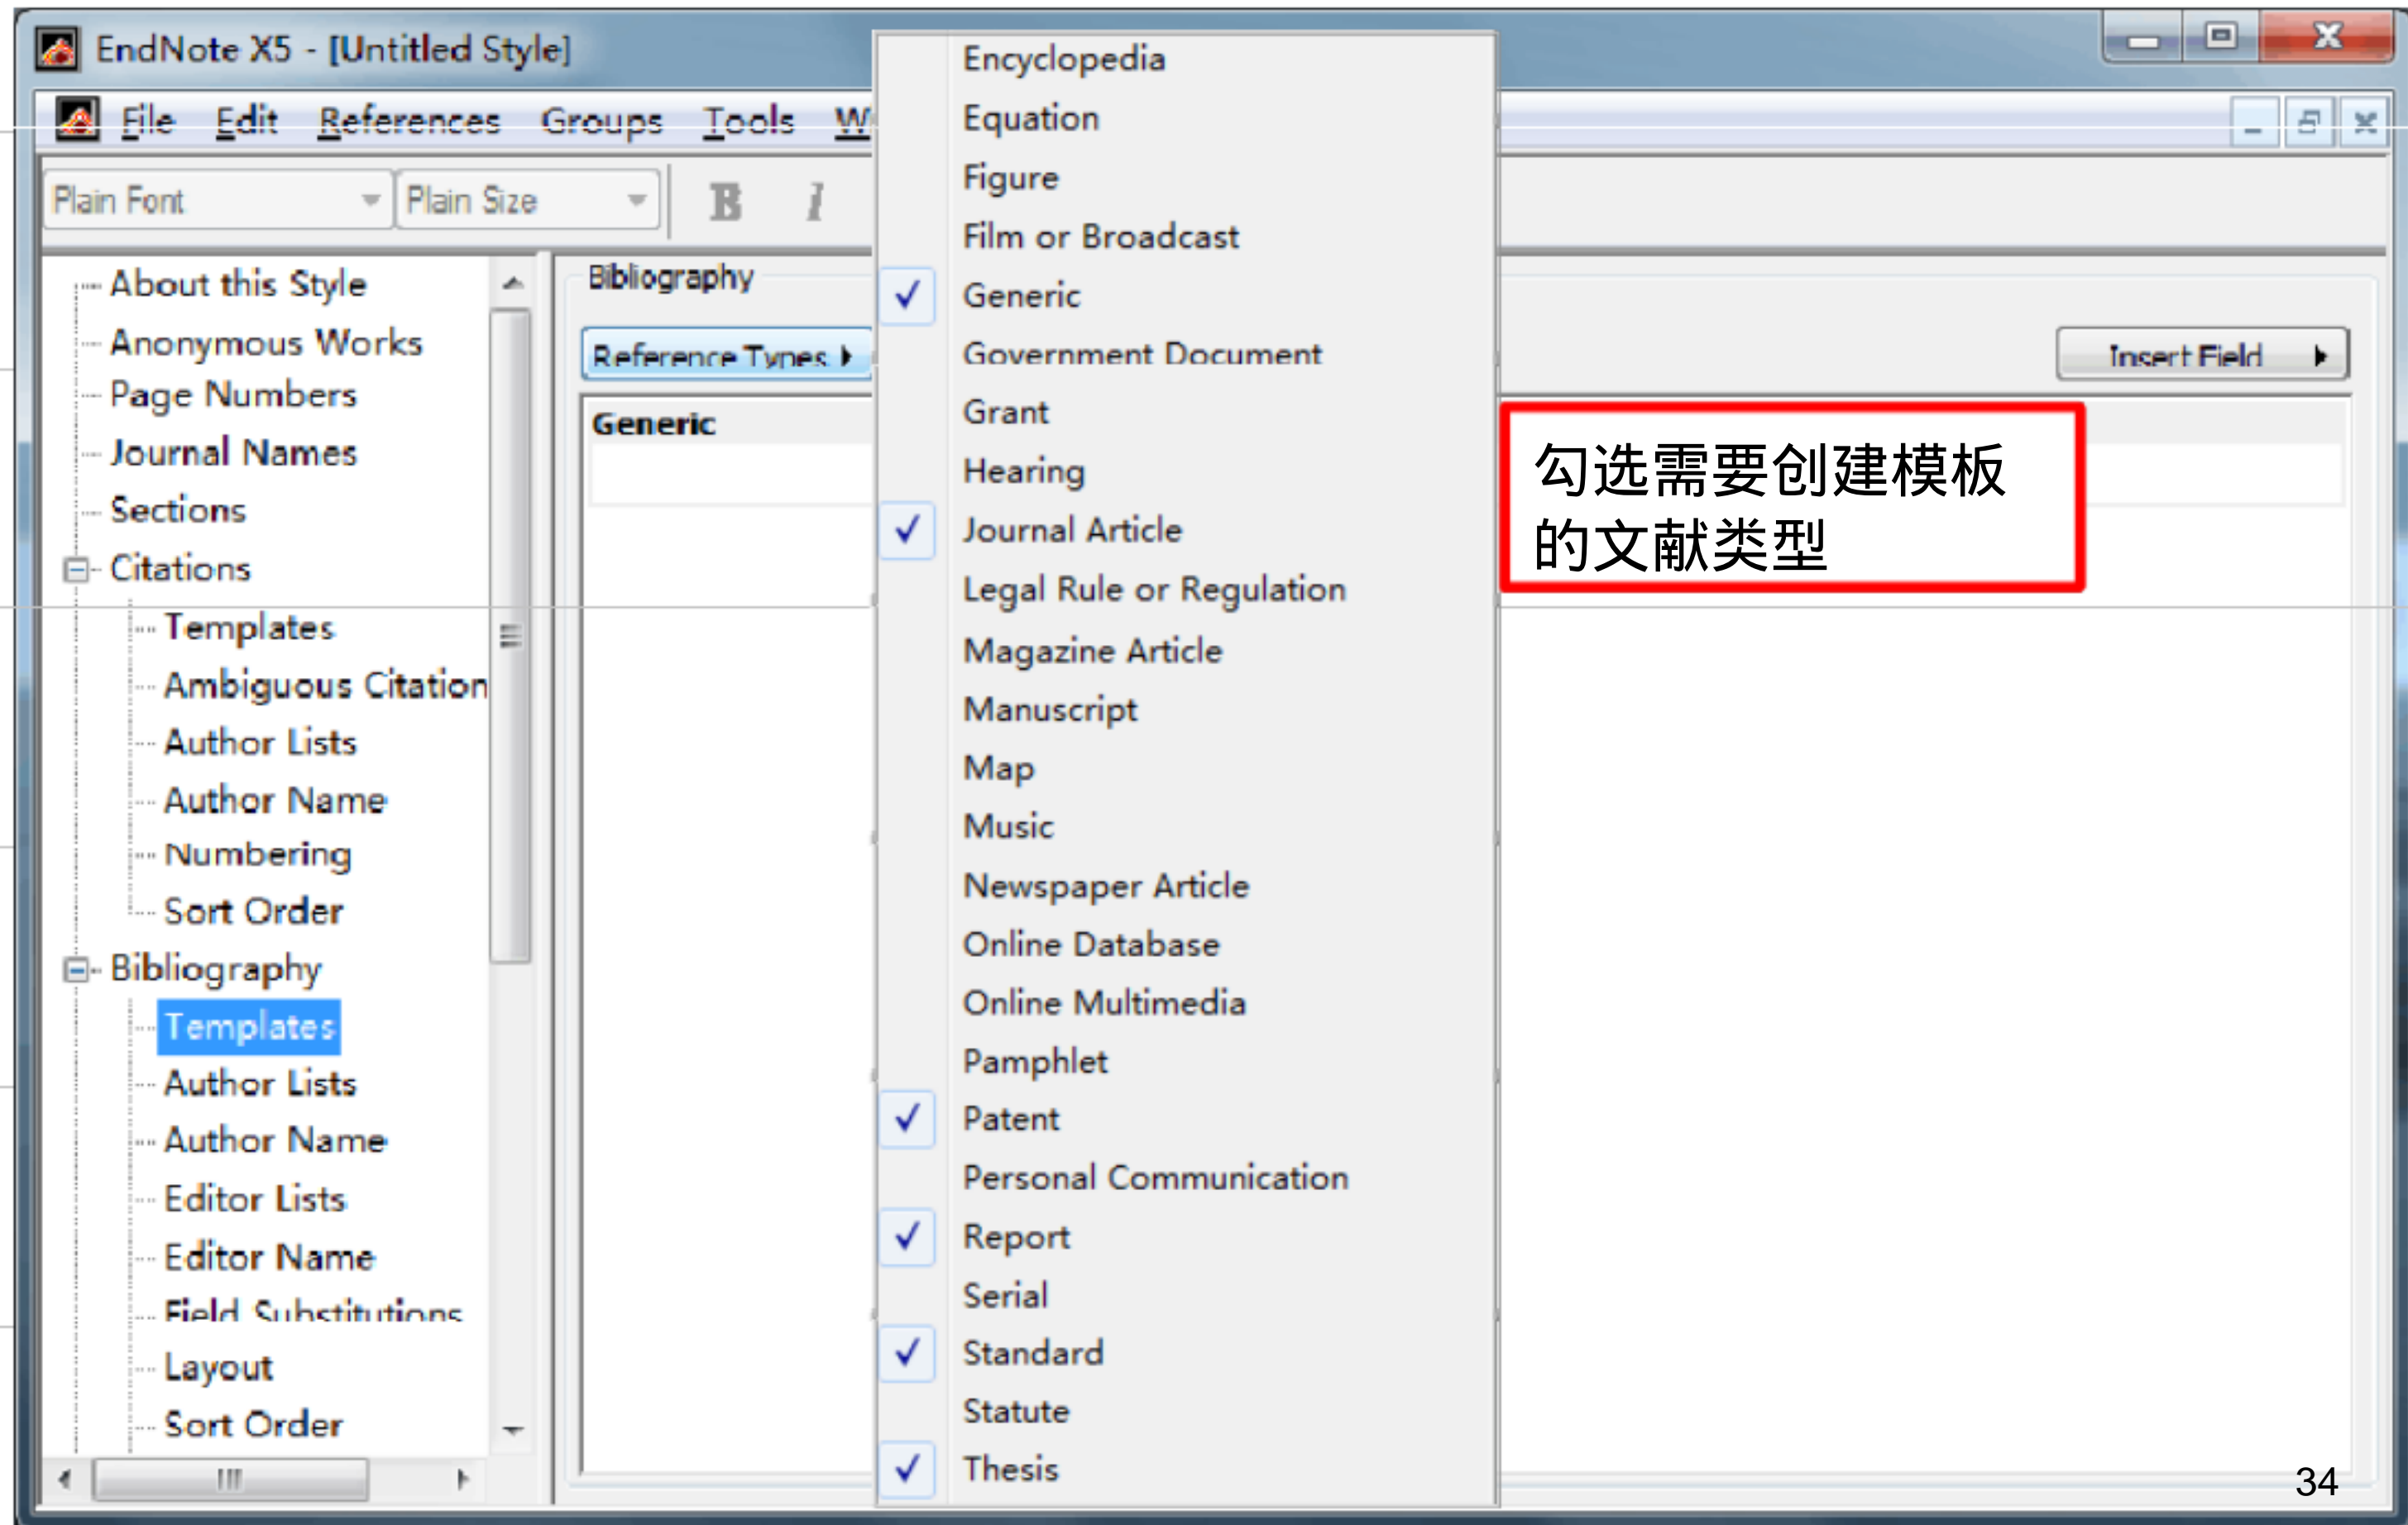 EndNote X5 - [Untitled Style]
File Edit References Groups Tools W
Plain Font Plain Size B I
About this Style
Anonymous Works
Page Numbers
Journal Names
Sections
Citations
Templates
Ambiguous Citation
Author Lists
Author Name
Numbering
Sort Order
Bibliography
Templates
Author Lists
Author Name
Editor Lists
Editor Name
Field Substitutions
Layout
Sort Order
Bibliography
Reference Types
Generic
Encyclopedia
Equation
Figure
Film or Broadcast
Generic
Government Document
Grant
Hearing
Journal Article
Legal Rule or Regulation
Magazine Article
Manuscript
Map
Music
Newspaper Article
Online Database
Online Multimedia
Pamphlet
Patent
Personal Communication
Report
Serial
Standard
Statute
Thesis
Insert Field
勾选需要创建模板
的文献类型
34